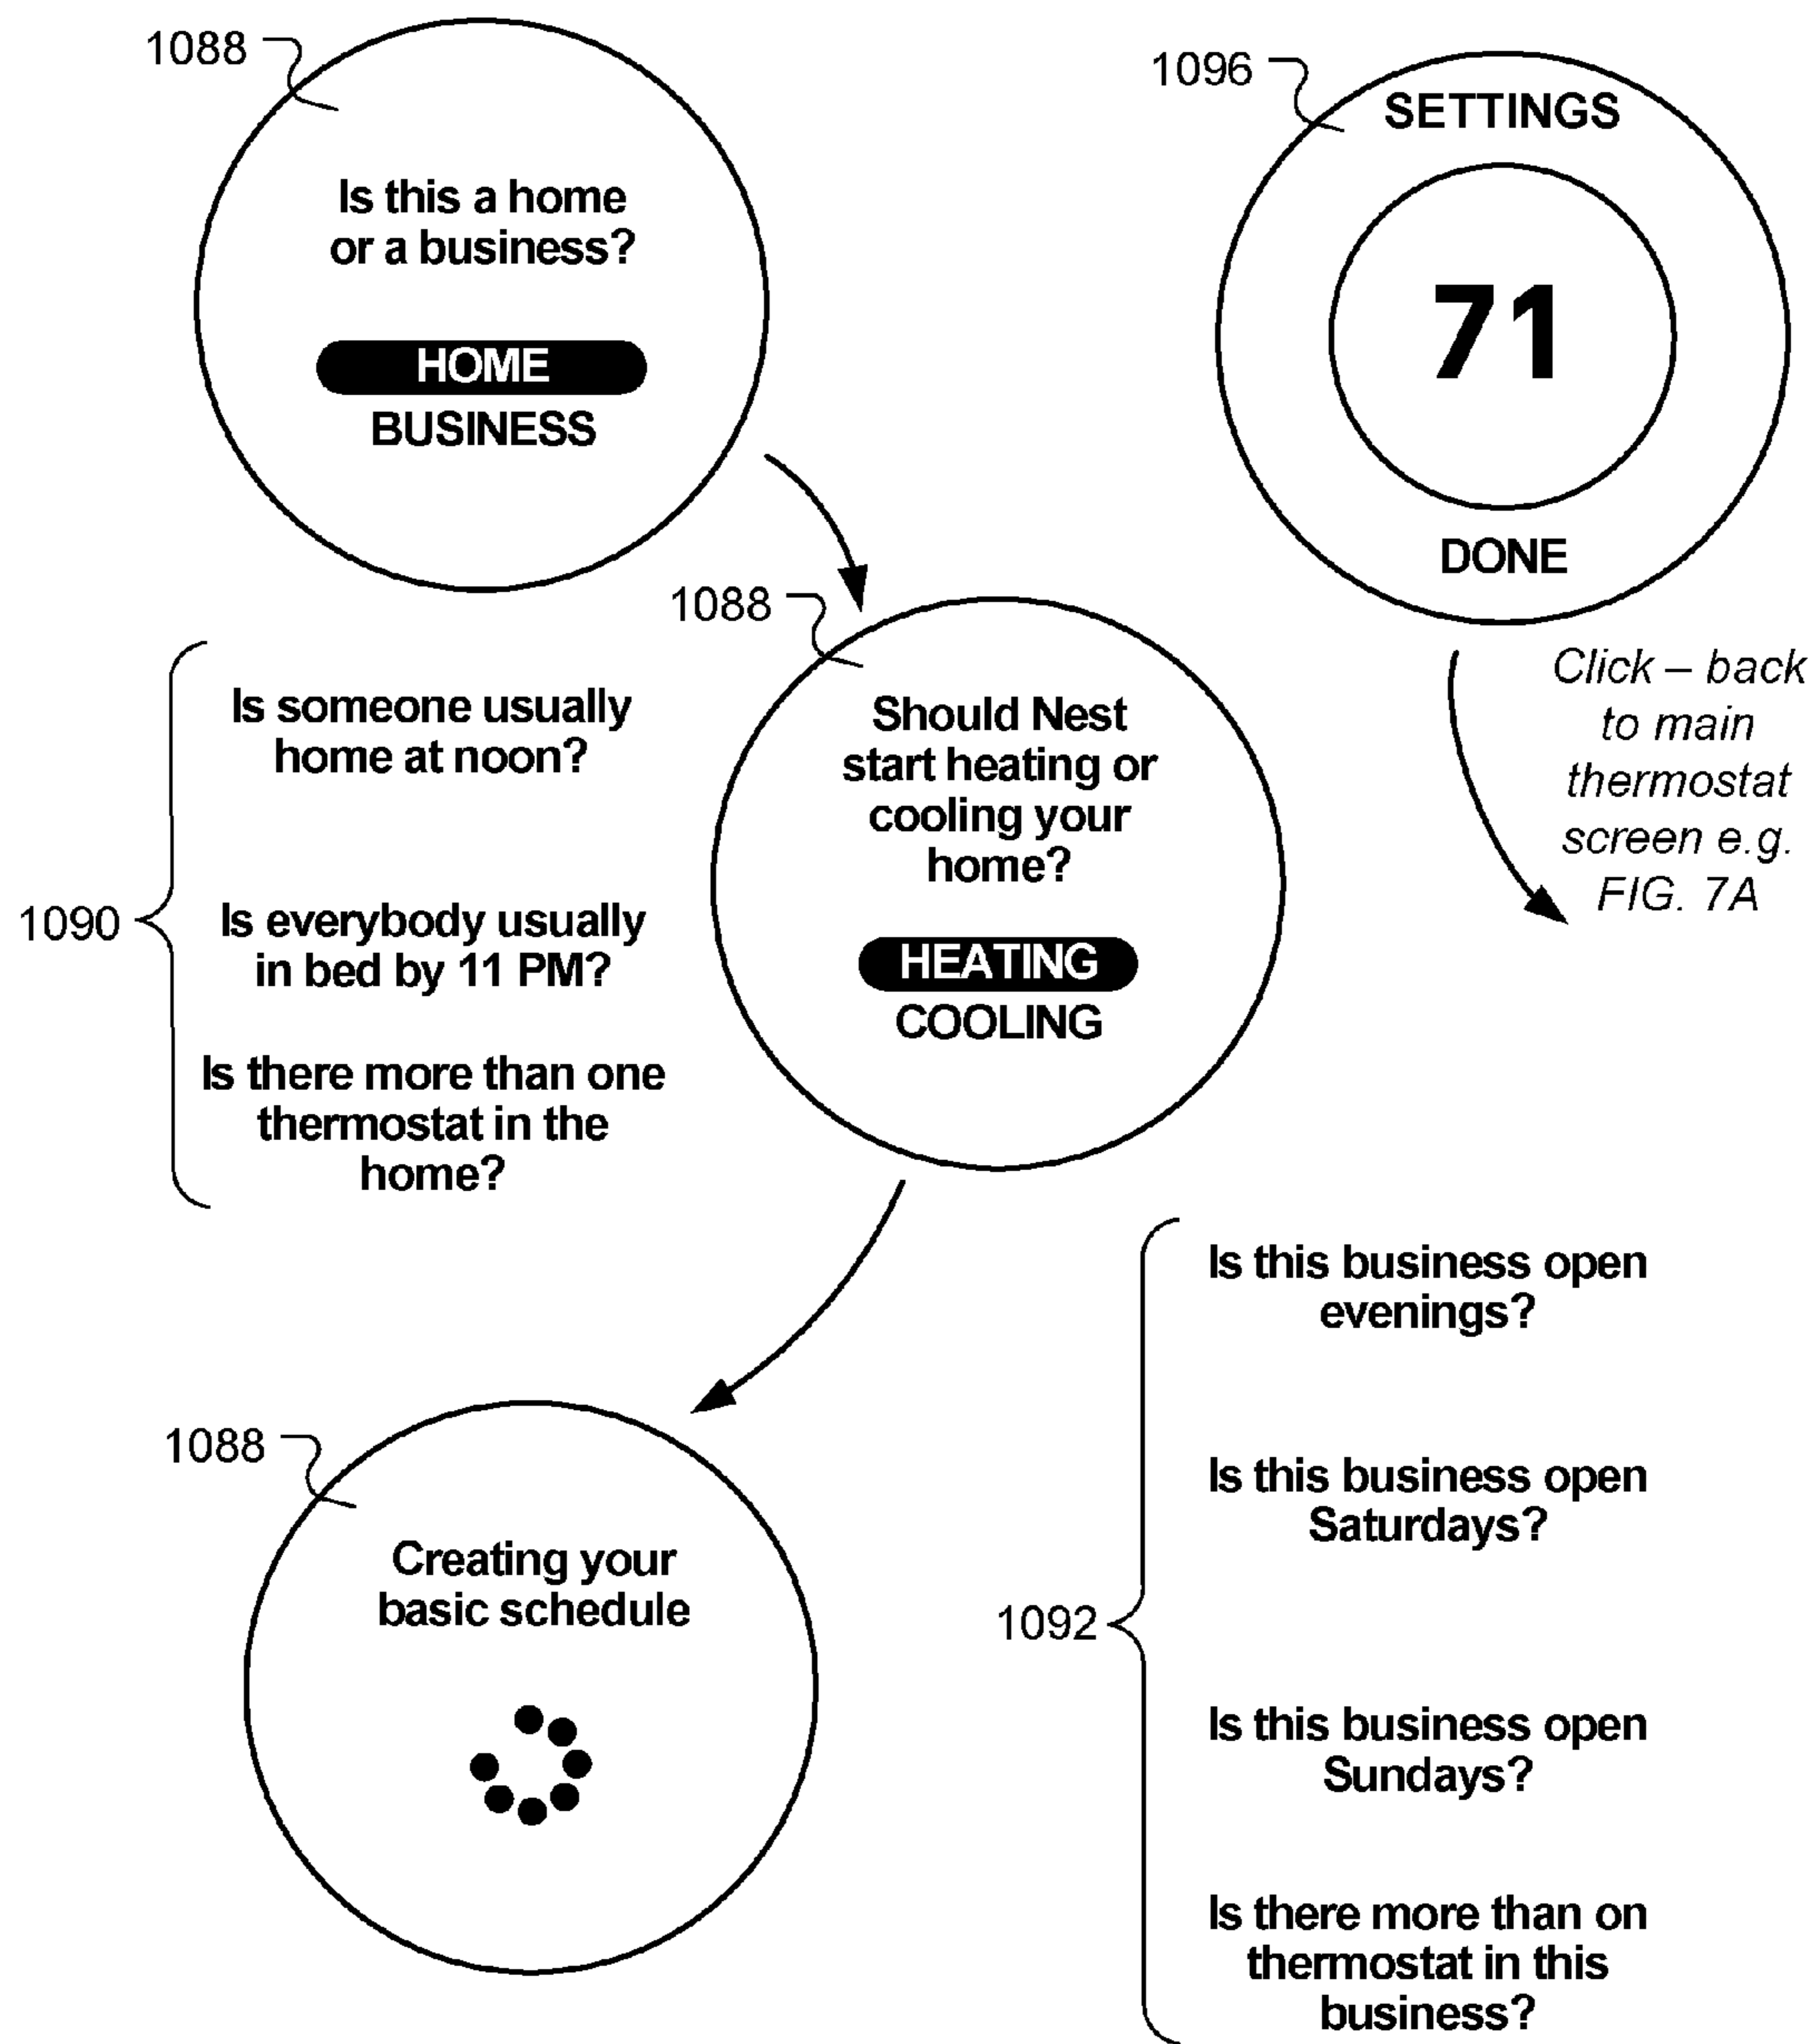 1088
Is this a home
or a business?
HOME
BUSINESS
1096
SETTINGS
71
DONE
Click – back
to main
thermostat
screen e.g.
FIG. 7A
1088
Should Nest
start heating or
cooling your
home?
HEATING
COOLING
1090
Is someone usually
home at noon?
Is everybody usually
in bed by 11 PM?
Is there more than one
thermostat in the
home?
1088
Creating your
basic schedule
1092
Is this business open
evenings?
Is this business open
Saturdays?
Is this business open
Sundays?
Is there more than on
thermostat in this
business?